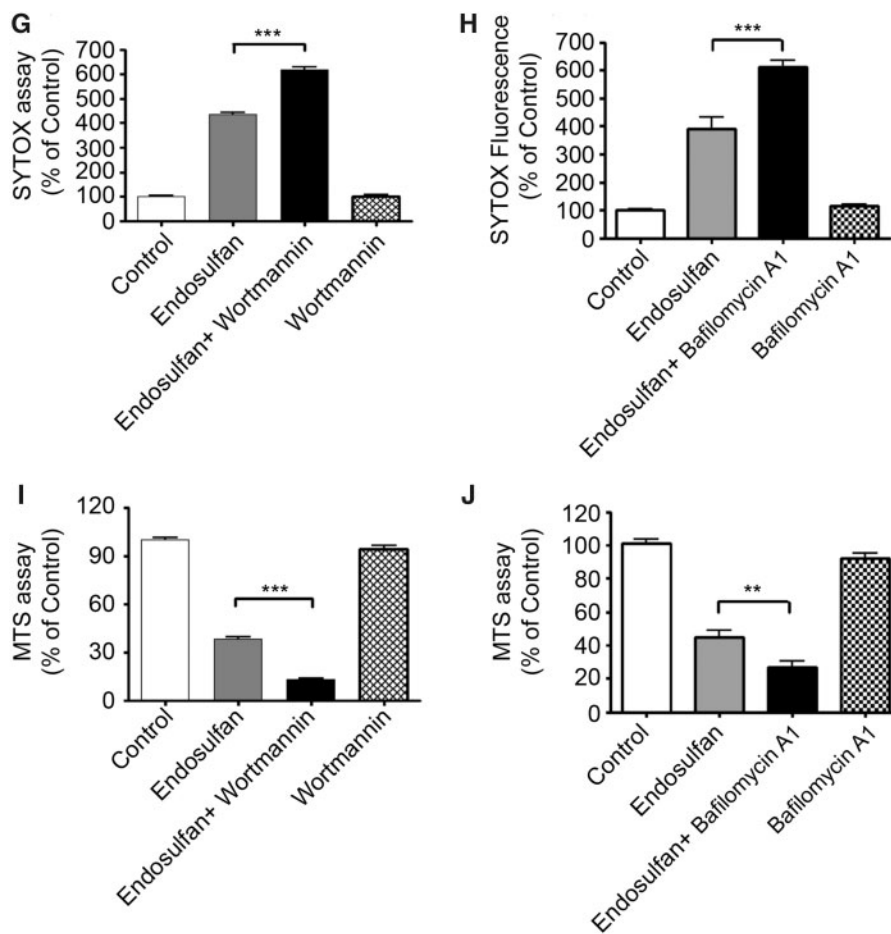 G
SYTOX assay
(% of Control)
700
600
500
400
300
200
100
0
***
Control
Endosulfan
Endosulfan+ Wortmannin
Wortmannin
H
SYTOX Fluorescence
(% of Control)
700
600
500
400
300
200
100
0
***
Control
Endosulfan
Endosulfan+ Bafilomycin A1
Bafilomycin A1
I
MTS assay
(% of Control)
120
90
60
30
0
***
Control
Endosulfan
Endosulfan+ Wortmannin
Wortmannin
J
MTS assay
(% of Control)
120
100
80
60
40
20
0
**
Control
Endosulfan
Endosulfan+ Bafilomycin A1
Bafilomycin A1